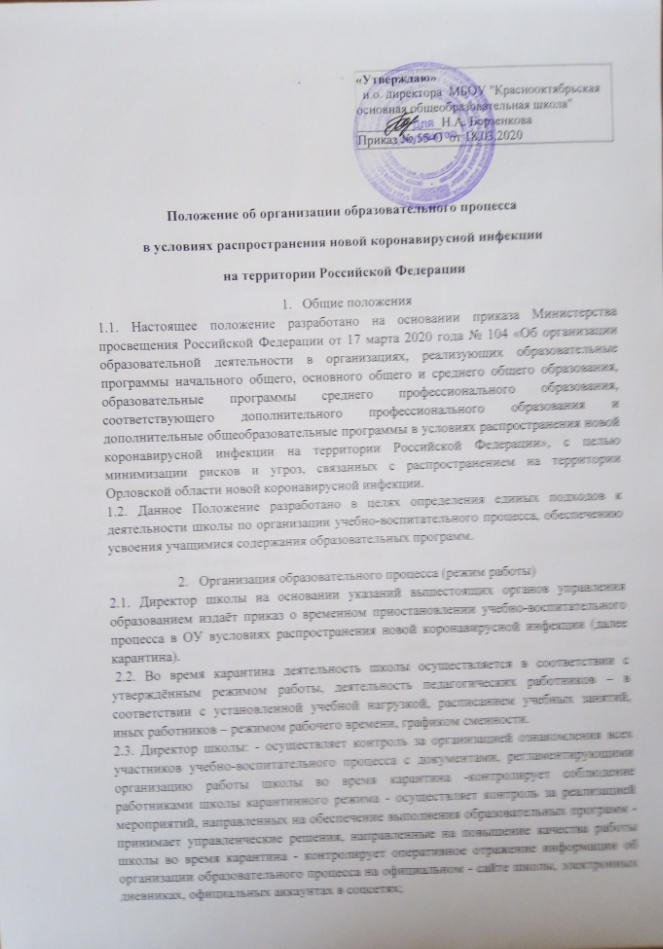 «Утверждаю»
и.о. директора МБОУ "Краснооктябрьская
основная общеобразовательная школа"
Н.А. Борзенкова
Приказ № 55-О от 18.03.2020
Положение об организации образовательного процесса
в условиях распространения новой коронавирусной инфекции
на территории Российской Федерации
1. Общие положения
1.1. Настоящее положение разработано на основании приказа Министерства
просвещения Российской Федерации от 17 марта 2020 года № 104 «Об организации
образовательной деятельности в организациях, реализующих образовательные
программы начального общего, основного общего и среднего общего образования,
образовательные программы среднего профессионального образования,
соответствующего дополнительного профессионального образования и
дополнительные общеобразовательные программы в условиях распространения новой
коронавирусной инфекции на территории Российской Федерации», с целью
минимизации рисков и угроз, связанных с распространением на территории
Орловской области новой коронавирусной инфекции.
1.2. Данное Положение разработано в целях определения единых подходов к
деятельности школы по организации учебно-воспитательного процесса, обеспечению
усвоения учащимися содержания образовательных программ.
2. Организация образовательного процесса (режим работы)
2.1. Директор школы на основании указаний вышестоящих органов управления
образованием издаёт приказ о временном приостановлении учебно-воспитательного
процесса в ОУ вусловиях распространения новой коронавирусной инфекции (далее
карантина).
2.2. Во время карантина деятельность школы осуществляется в соответствии с
утверждённым режимом работы, деятельность педагогических работников – в
соответствии с установленной учебной нагрузкой, расписанием учебных занятий,
иных работников – режимом рабочего времени, графиком сменности.
2.3. Директор школы: - осуществляет контроль за организацией ознакомления всех
участников учебно-воспитательного процесса с документами, регламентирующими
организацию работы школы во время карантина -контролирует соблюдение
работниками школы карантинного режима - осуществляет контроль за реализацией
мероприятий, направленных на обеспечение выполнения образовательных программ -
принимает управленческие решения, направленные на повышение качества работы
школы во время карантина - контролирует оперативное отражение информации об
организации образовательного процесса на официальном - сайте школы, электронных
дневниках, официальных аккаунтах в соцсетях;